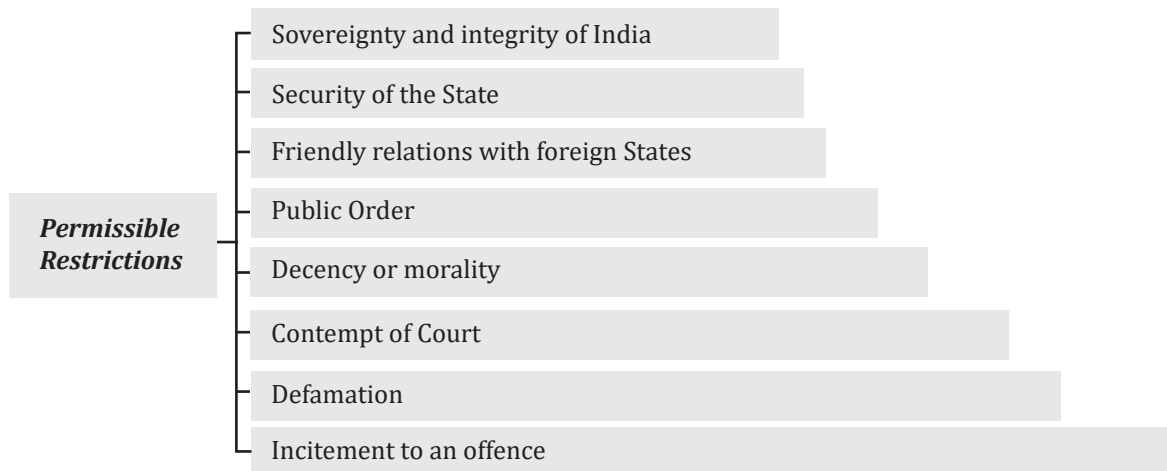 Permissible
Restrictions
Sovereignty and integrity of India
Security of the State
Friendly relations with foreign States
Public Order
Decency or morality
Contempt of Court
Defamation
Incitement to an offence